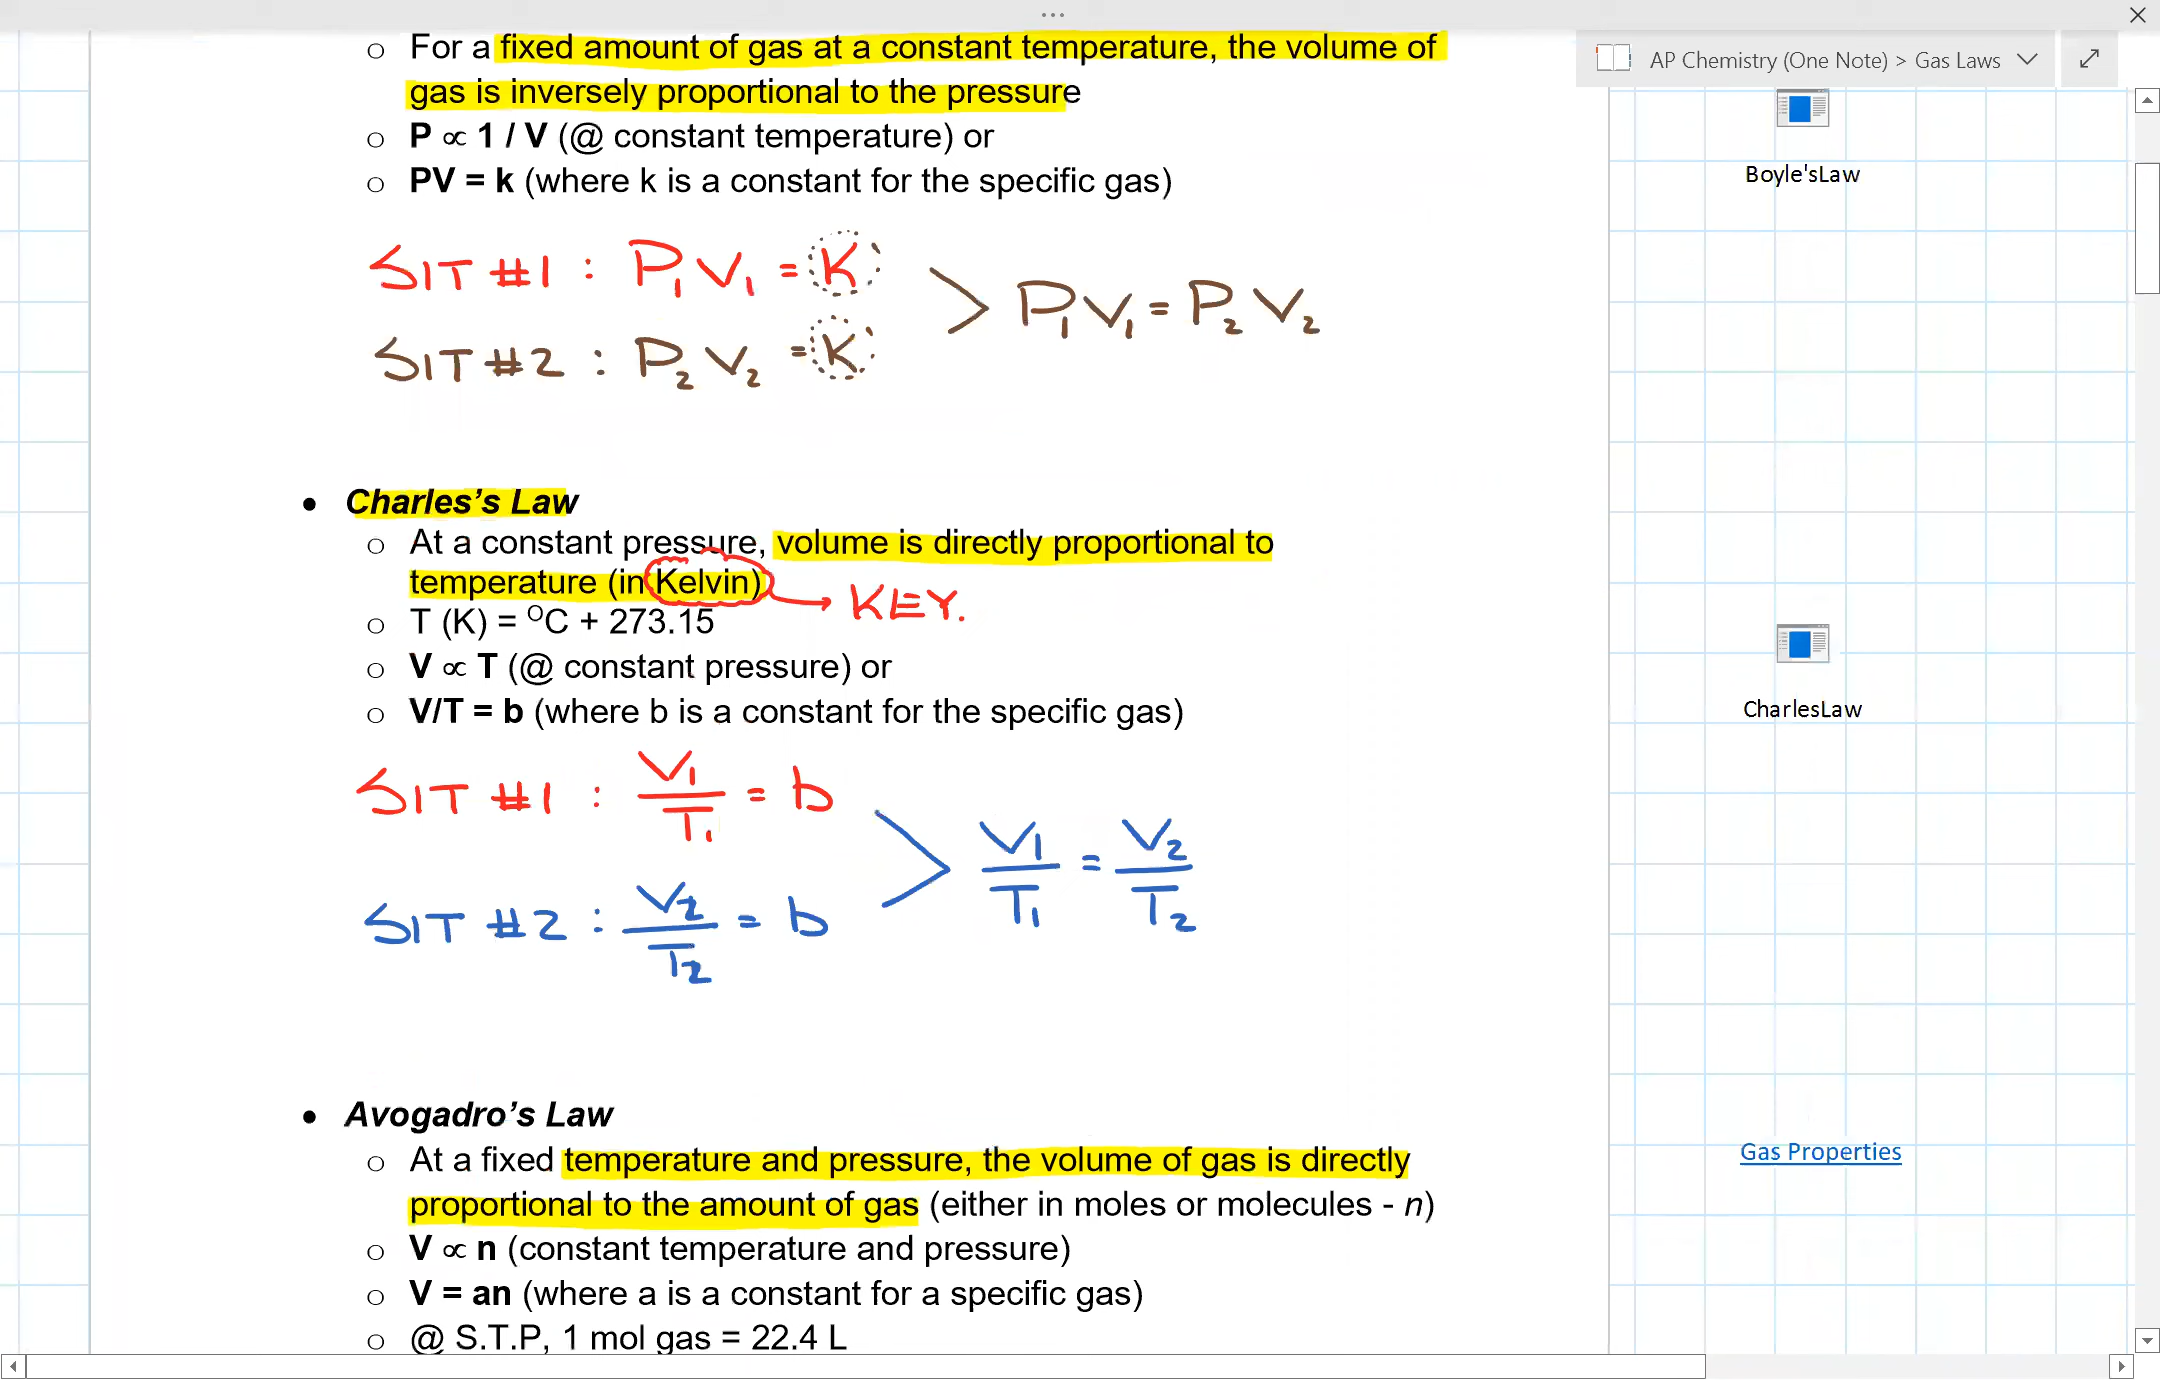 AP Chemistry (One Note) > Gas Laws
o For a fixed amount of gas at a constant temperature, the volume of
gas is inversely proportional to the pressure
o P ∝ 1 / V (@ constant temperature) or
o PV = k (where k is a constant for the specific gas)
Boyle'sLaw
SIT #1 : P₁V₁ = K
SIT #2 : P₂V₂ = K
> P₁V₁ = P₂V₂
• Charles’s Law
o At a constant pressure, volume is directly proportional to
temperature (in Kelvin) → KEY.
o T (K) = ᴼC + 273.15
o V ∝ T (@ constant pressure) or
o V/T = b (where b is a constant for the specific gas)
CharlesLaw
SIT #1 : V₁/T₁ = b
SIT #2 : V₂/T₂ = b
> V₁/T₁ = V₂/T₂
• Avogadro’s Law
o At a fixed temperature and pressure, the volume of gas is directly
proportional to the amount of gas (either in moles or molecules - n)
o V ∝ n (constant temperature and pressure)
o V = an (where a is a constant for a specific gas)
o @ S.T.P, 1 mol gas = 22.4 L
Gas Properties